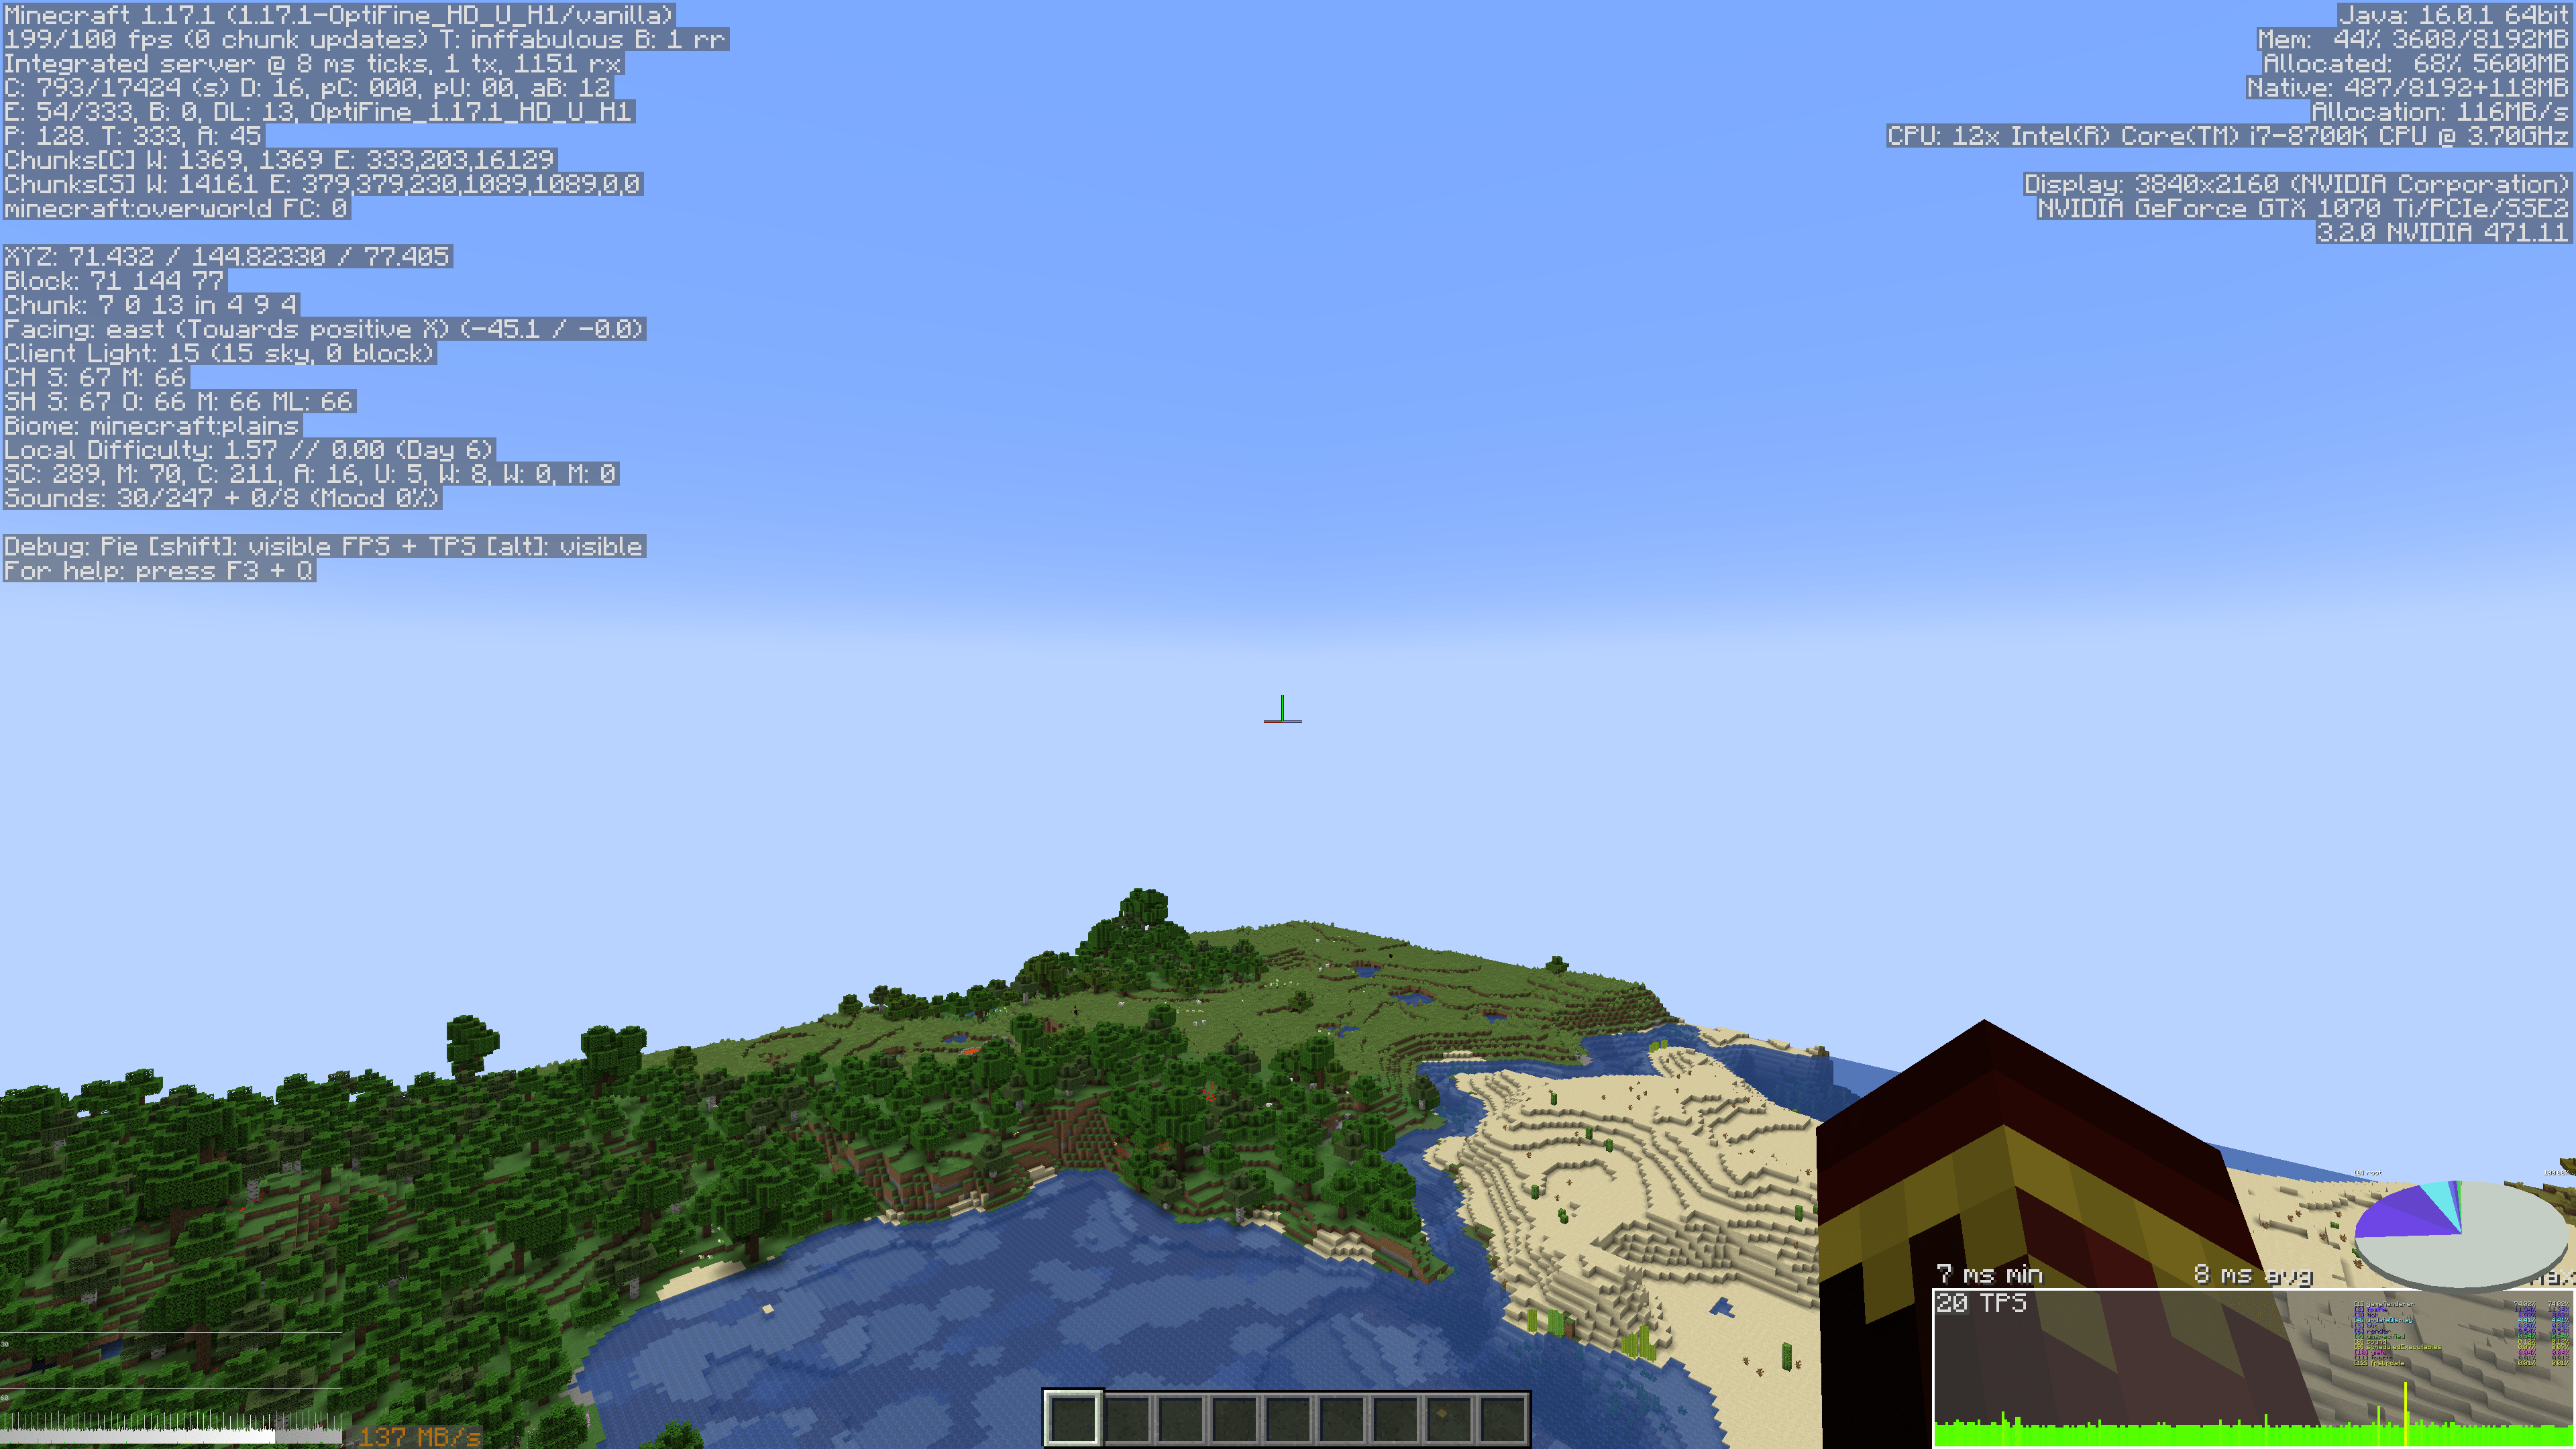 Minecraft 1.17.1 (1.17.1-OptiFine_HD_U_H1/vanilla)
199/100 fps (0 chunk updates) T: inffabulous B: 1 rr
Integrated server @ 8 ms ticks, 1 tx, 1151 rx
C: 793/17424 (s) D: 16, pC: 000, pU: 00, aB: 12
E: 54/333, B: 0, DL: 13, OptiFine_1.17.1_HD_U_H1
P: 128. T: 333, A: 45
Chunks[C] W: 1369, 1369 E: 333,203,16129
Chunks[S] W: 14161 E: 379,379,230,1089,1089,0,0
minecraft:overworld FC: 0
XYZ: 71.432 / 144.82330 / 77.405
Block: 71 144 77
Chunk: 7 0 13 in 4 9 4
Facing: east (Towards positive X) (-45.1 / -0.0)
Client Light: 15 (15 sky, 0 block)
CH S: 67 M: 66
SH S: 67 O: 66 M: 66 ML: 66
Biome: minecraft:plains
Local Difficulty: 1.57 // 0.00 (Day 6)
SC: 289, M: 70, C: 211, A: 16, U: 5, W: 8, W: 0, M: 0
Sounds: 30/247 + 0/8 (Mood 0%)
Debug: Pie [shift]: visible FPS + TPS [alt]: visible
For help: press F3 + Q
Java: 16.0.1 64bit
Mem: 44% 3608/8192MB
Allocated: 68% 5600MB
Native: 487/8192+118MB
Allocation: 116MB/s
CPU: 12x Intel(R) Core(TM) i7-8700K CPU @ 3.70GHz
Display: 3840x2160 (NVIDIA Corporation)
NVIDIA GeForce GTX 1070 Ti/PCIe/SSE2
3.2.0 NVIDIA 471.11
[0] root
7 ms min 8 ms avg
20 TPS
[1] gameRenderer
30
60
137 MB/s